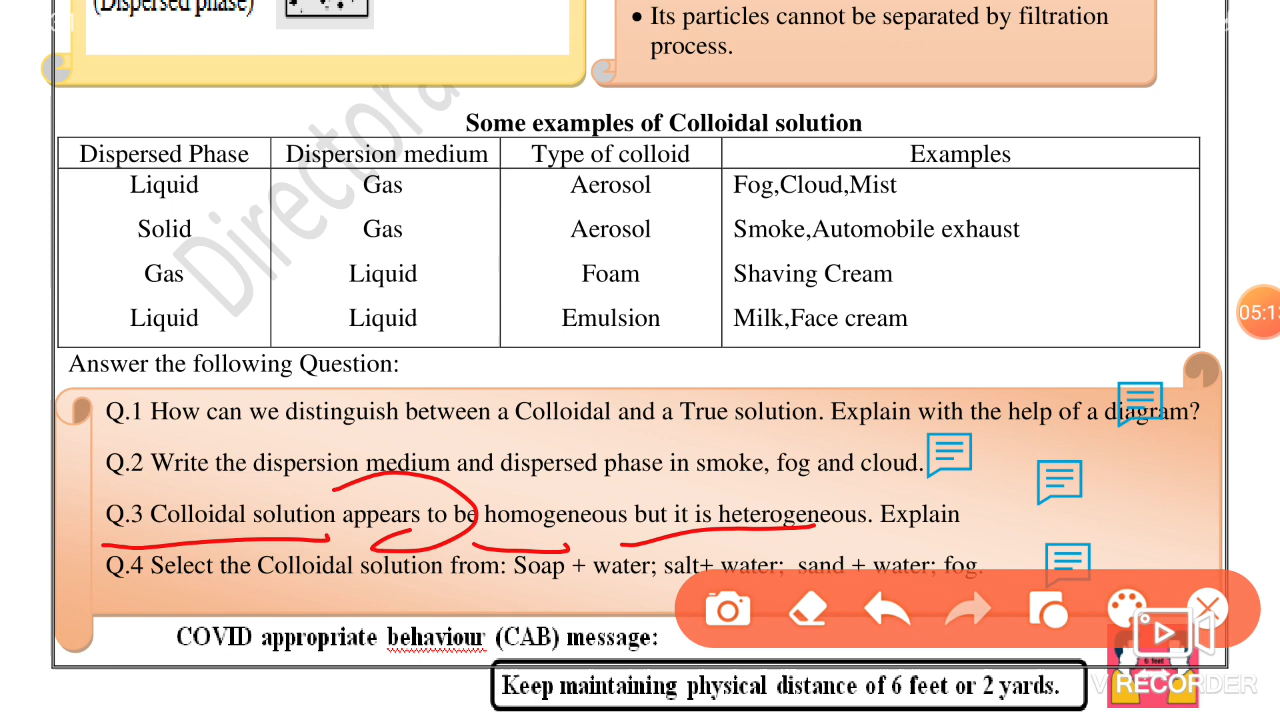 (Dispersed phase)
• Its particles cannot be separated by filtration
process.
Some examples of Colloidal solution
Dispersed Phase Dispersion medium Type of colloid Examples
Liquid Gas Aerosol Fog,Cloud,Mist
Solid Gas Aerosol Smoke,Automobile exhaust
Gas Liquid Foam Shaving Cream
Liquid Liquid Emulsion Milk,Face cream
Answer the following Question:
Q.1 How can we distinguish between a Colloidal and a True solution. Explain with the help of a diagram?
Q.2 Write the dispersion medium and dispersed phase in smoke, fog and cloud.
Q.3 Colloidal solution appears to be homogeneous but it is heterogeneous. Explain
Q.4 Select the Colloidal solution from: Soap + water; salt+ water; sand + water; fog.
COVID appropriate behaviour (CAB) message:
6 feet
Keep maintaining physical distance of 6 feet or 2 yards.
V RECORDER